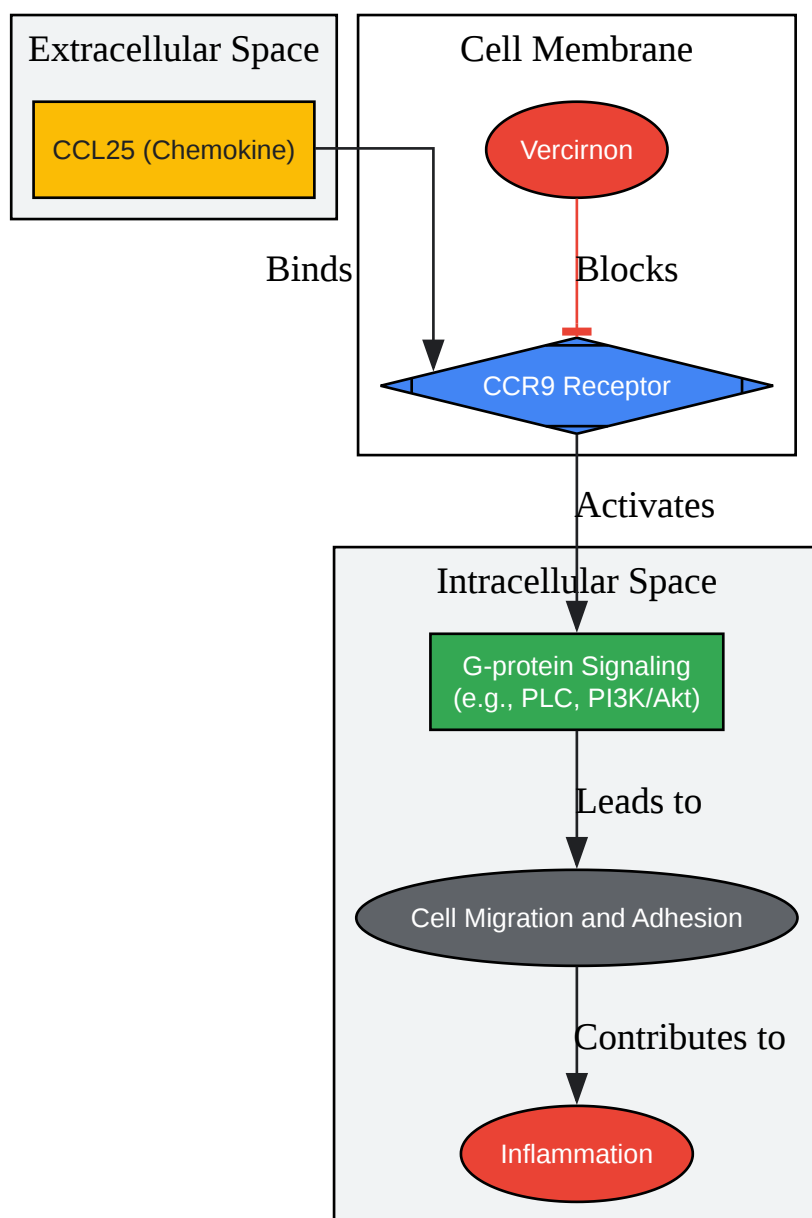 Extracellular Space
Cell Membrane
CCL25 (Chemokine)
Vercirnon
Binds
Blocks
CCR9 Receptor
Activates
Intracellular Space
G-protein Signaling
(e.g., PLC, PI3K/Akt)
Leads to
Cell Migration and Adhesion
Contributes to
Inflammation